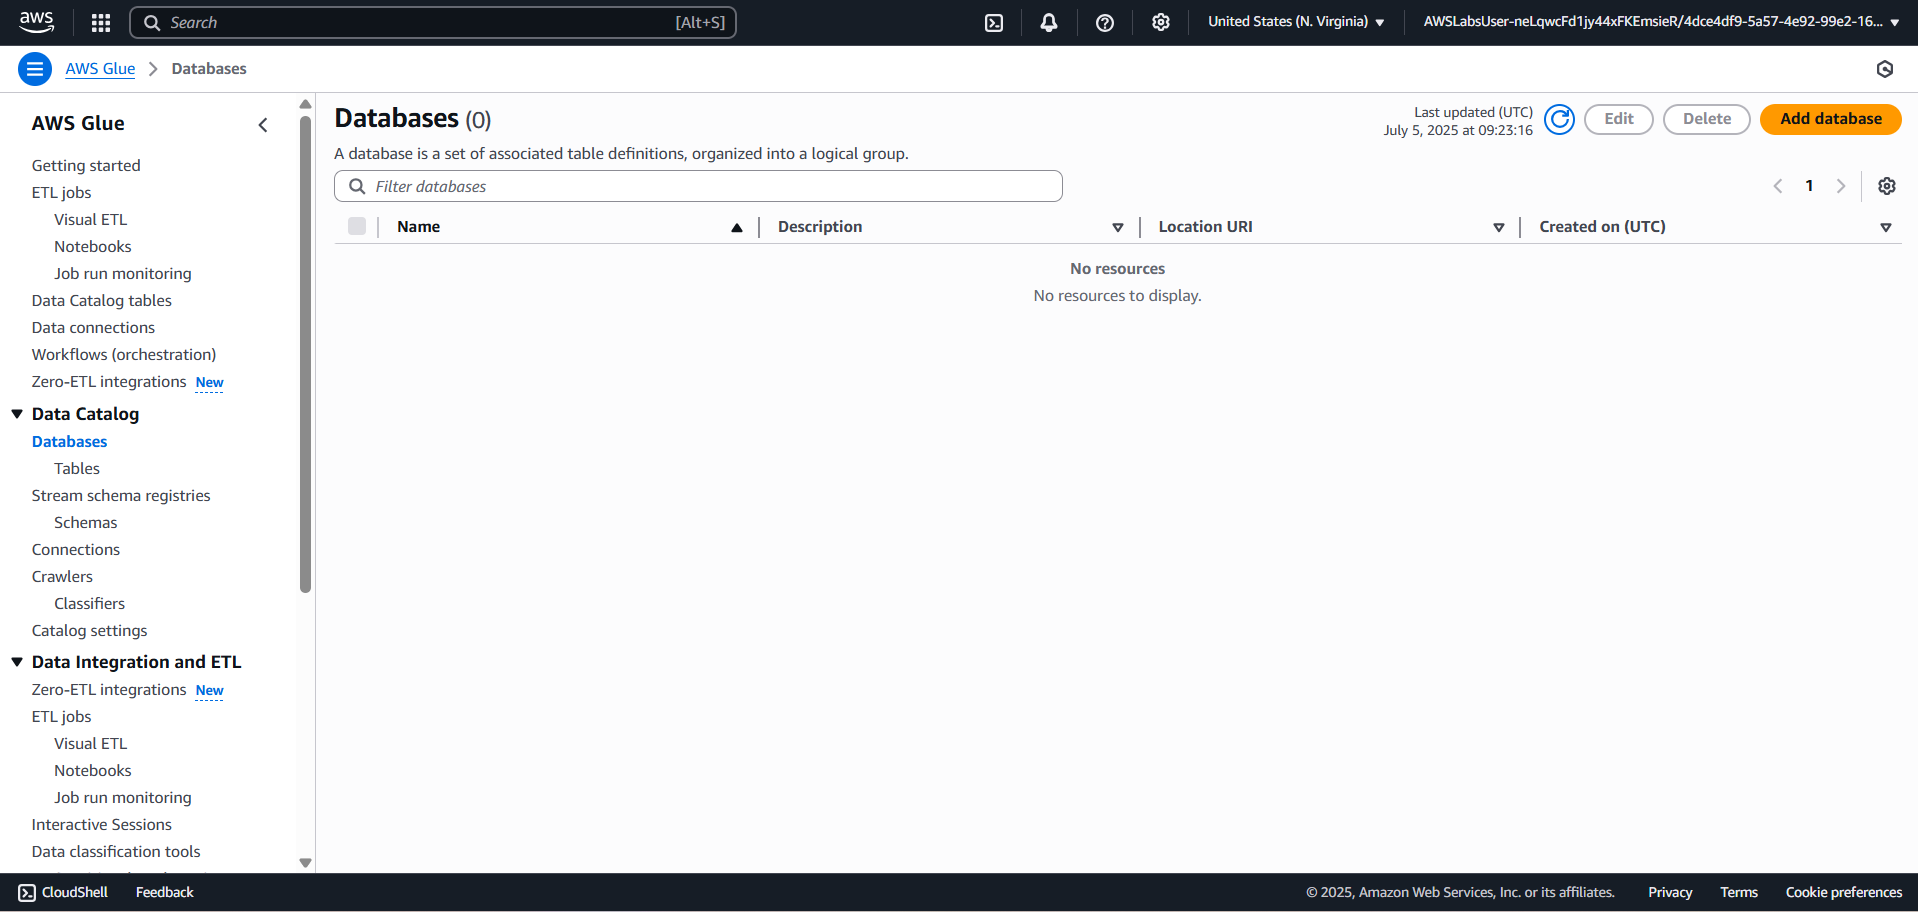 aws
Search [Alt+S]
United States (N. Virginia)
AWSLabsUser-neLqwcFd1jy44xFKEmsieR/4dce4df9-5a57-4e92-99e2-16...
AWS Glue
Databases
AWS Glue
Getting started
ETL jobs
Visual ETL
Notebooks
Job run monitoring
Data Catalog tables
Data connections
Workflows (orchestration)
Zero-ETL integrations New
Data Catalog
Databases
Tables
Stream schema registries
Schemas
Connections
Crawlers
Classifiers
Catalog settings
Data Integration and ETL
Zero-ETL integrations New
ETL jobs
Visual ETL
Notebooks
Job run monitoring
Interactive Sessions
Data classification tools
Databases (0)
Last updated (UTC)
July 5, 2025 at 09:23:16
Edit
Delete
Add database
A database is a set of associated table definitions, organized into a logical group.
Filter databases
1
Name
Description
Location URI
Created on (UTC)
No resources
No resources to display.
CloudShell
Feedback
© 2025, Amazon Web Services, Inc. or its affiliates.
Privacy
Terms
Cookie preferences